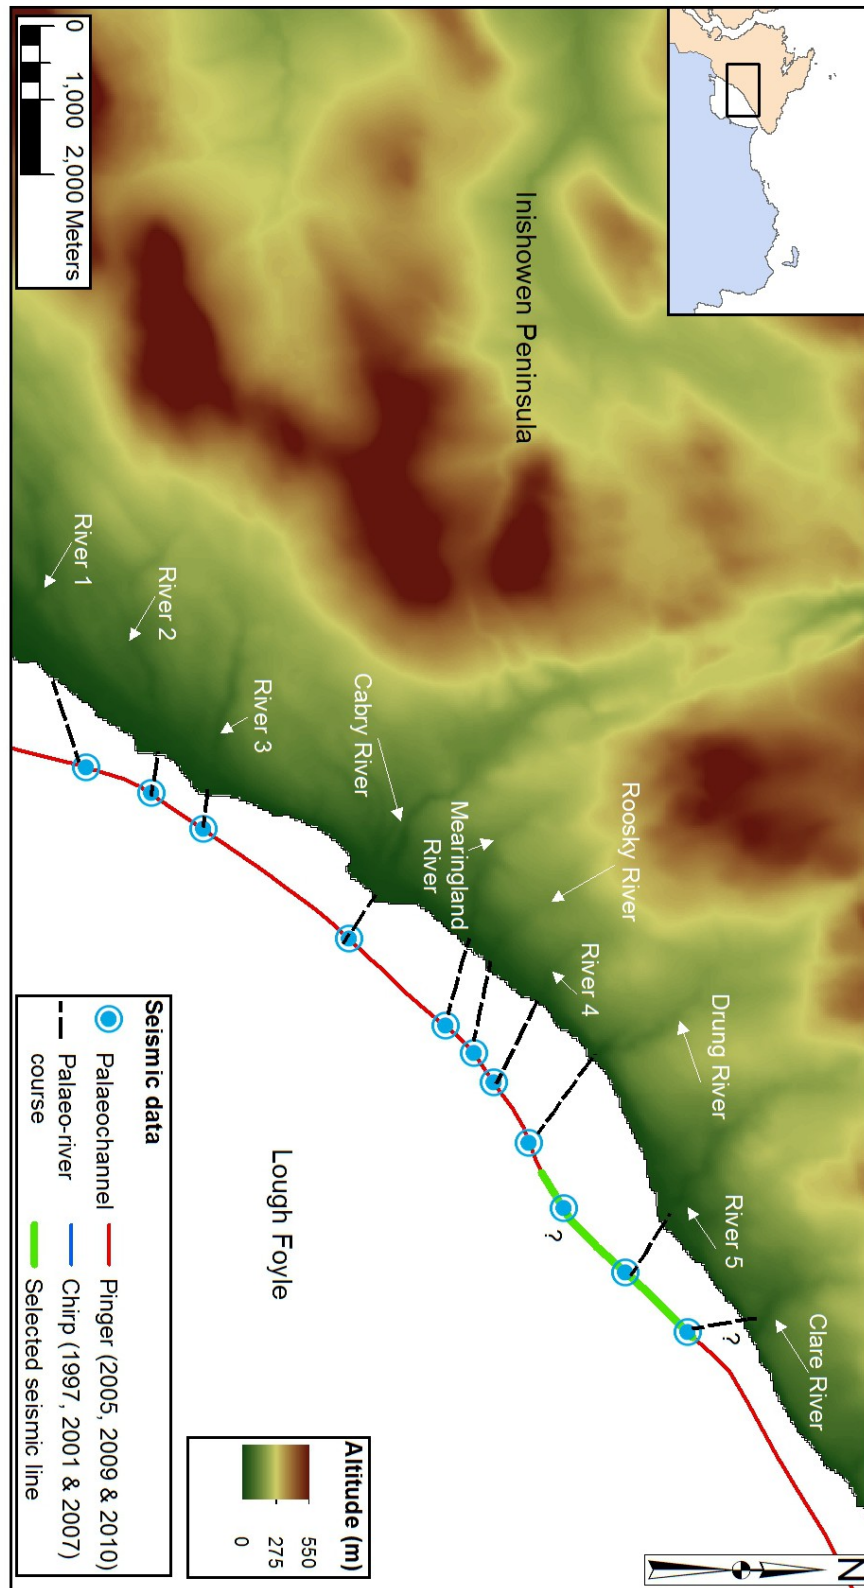 0
1,000
2,000 Meters
Inishowen Peninsula
River 1
River 2
River 3
Cabry River
Mearingland
River
Roosky River
River 4
Drung River
River 5
Clare River
?
?
Lough Foyle
N
Seismic data
Palaeochannel
Palaeo-river
course
Pinger (2005, 2009 & 2010)
Chirp (1997, 2001 & 2007)
Selected seismic line
Altitude (m)
550
275
0